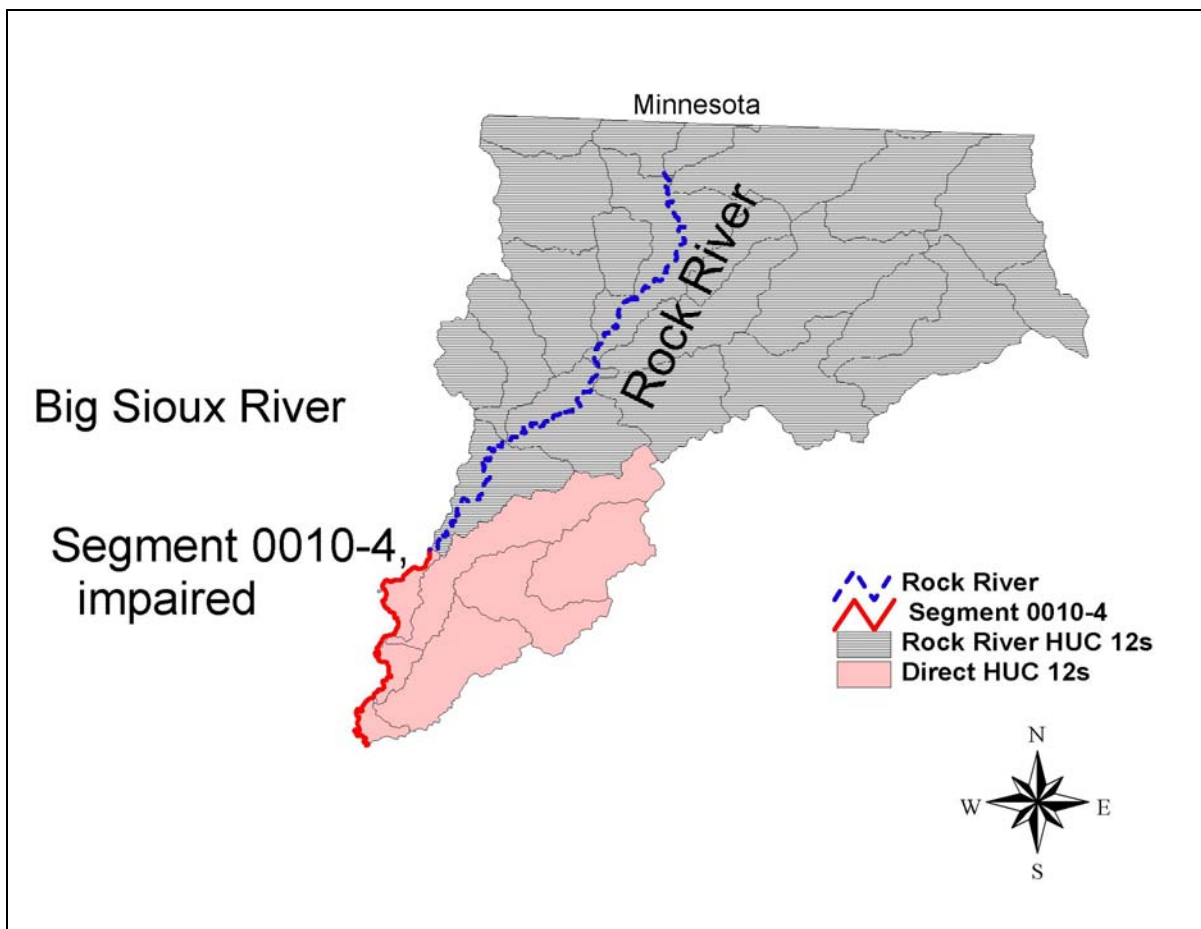 Minnesota
Rock River
Big Sioux River
Segment 0010-4,
impaired
Rock River
Segment 0010-4
Rock River HUC 12s
Direct HUC 12s
N
W E
S